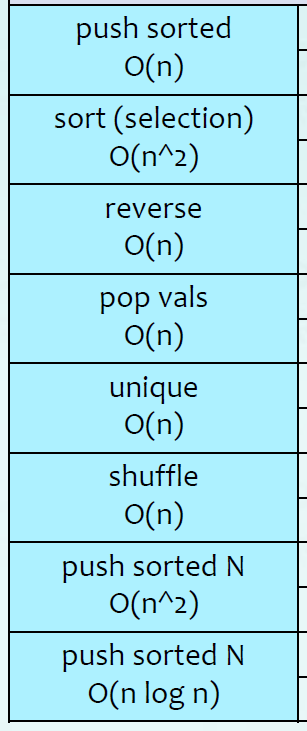 push sorted
O(n)
sort (selection)
O(n^2)
reverse
O(n)
pop vals
O(n)
unique
O(n)
shuffle
O(n)
push sorted N
O(n^2)
push sorted N
O(n log n)